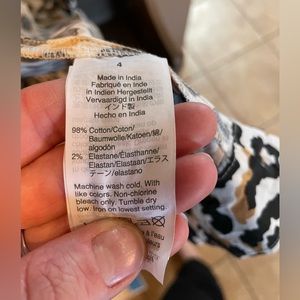 4
Made in India
Fabriqué en Inde
in Indien Hergestellt
Vervaardigd in India
インド製
Hecho en India
98% Cotton/Coton/
Baumwolle/Katoen/綿/
algodón
2% Elastane/Élasthanne/
Elastan/Elastaan/エラス
テーン/elastano
Machine wash cold. With
like colors. Non-chlorine
bleach only. Tumble dry
low. Iron on lowest setting.
à l'eau